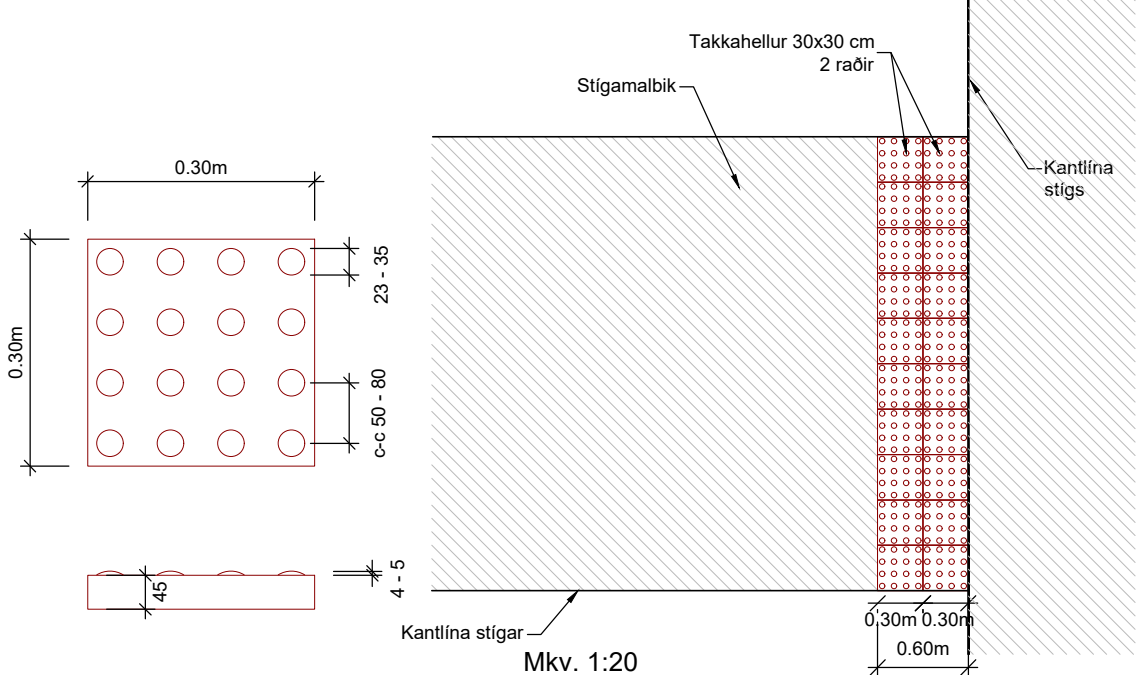 Takkahellur 30x30 cm
2 raðir
Stígamalbik
Kantlína
stígs
0.30m
0.30m
23 - 35
c-c 50 - 80
45
4 - 5
Kantlína stígar
0.30m
0.30m
0.60m
Mkv. 1:20